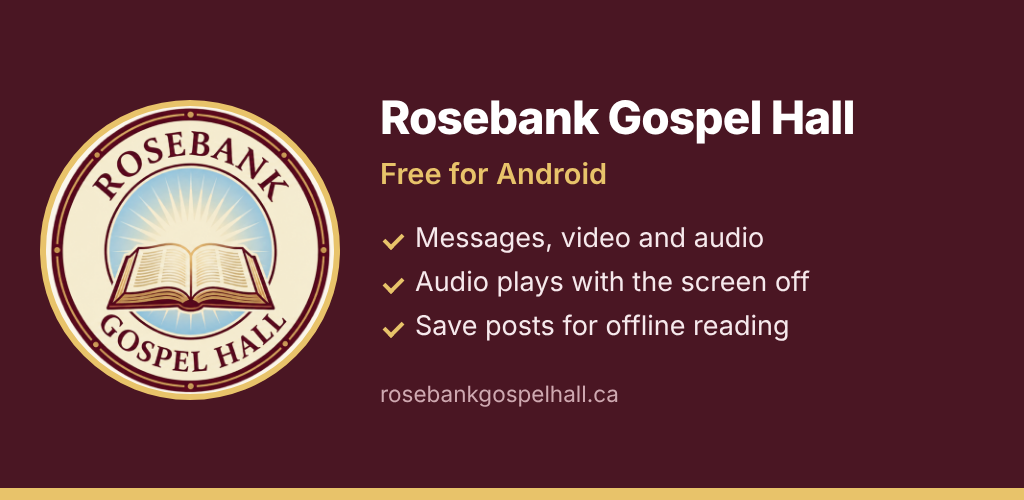 ROSEBANK
GOSPEL HALL
Rosebank Gospel Hall
Free for Android
Messages, video and audio
Audio plays with the screen off
Save posts for offline reading
rosebankgospelhall.ca